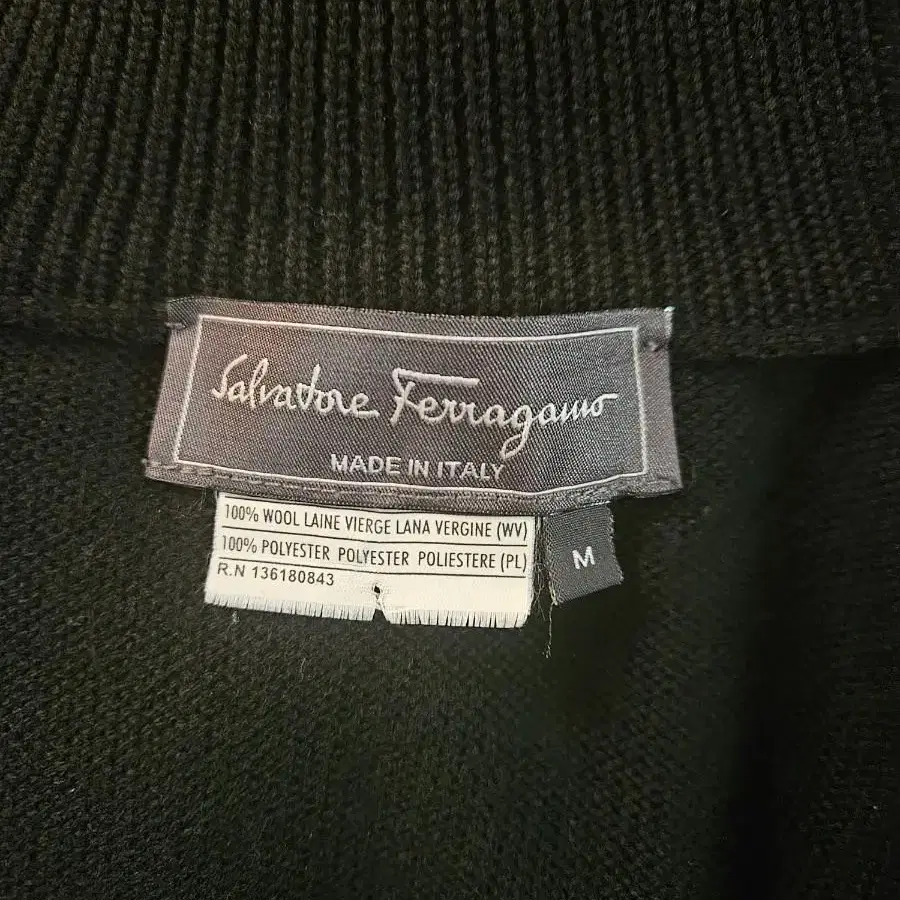 Salvatore Ferragamo
MADE IN ITALY
100% WOOL LAINE VIERGE LANA VERGINE (WV)
100% POLYESTER POLYESTER POLIESTERE (PL)
R.N 136180843
M